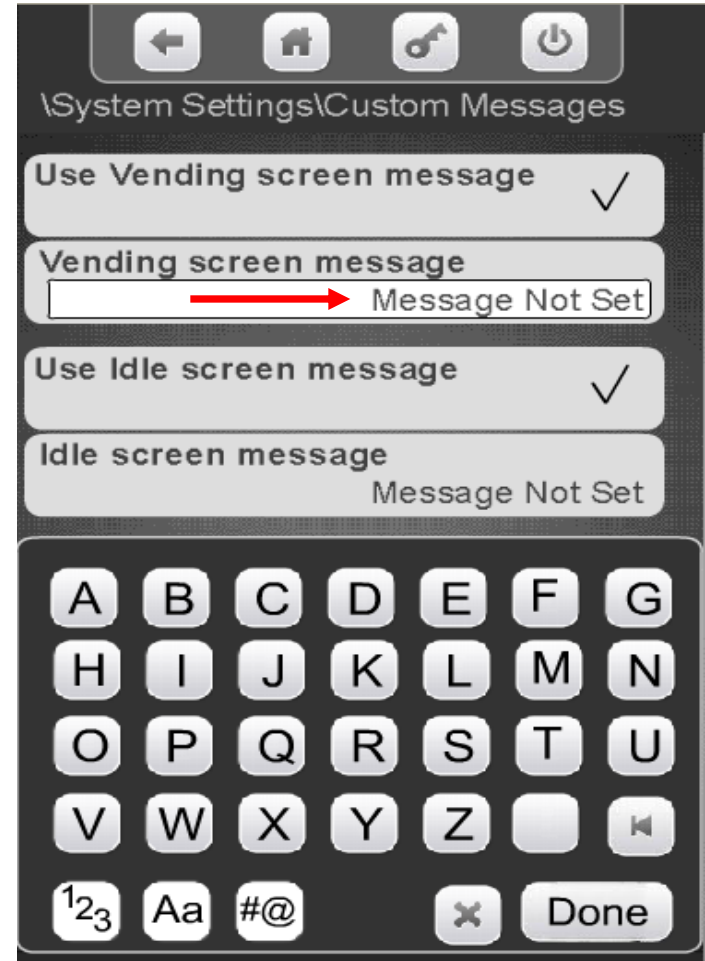 \System Settings\Custom Messages
Use Vending screen message
Vending screen message
Message Not Set
Use Idle screen message
Idle screen message
Message Not Set
A B C D E F G
H I J K L M N
O P Q R S T U
V W X Y Z
123 Aa #@ Done